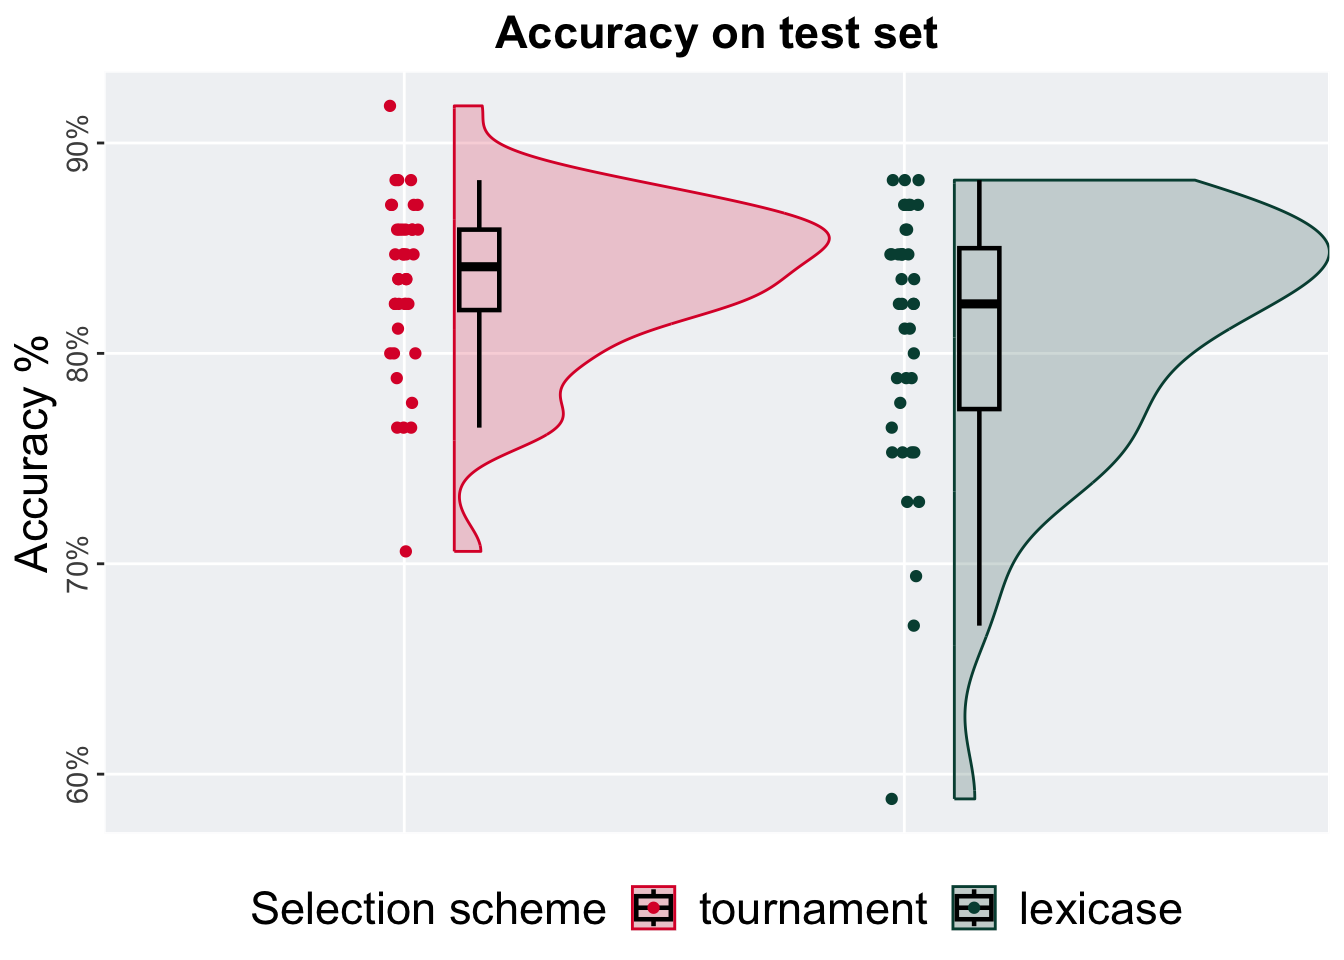 Accuracy on test set
Accuracy %
90%
80%
70%
60%
Selection scheme tournament lexicase